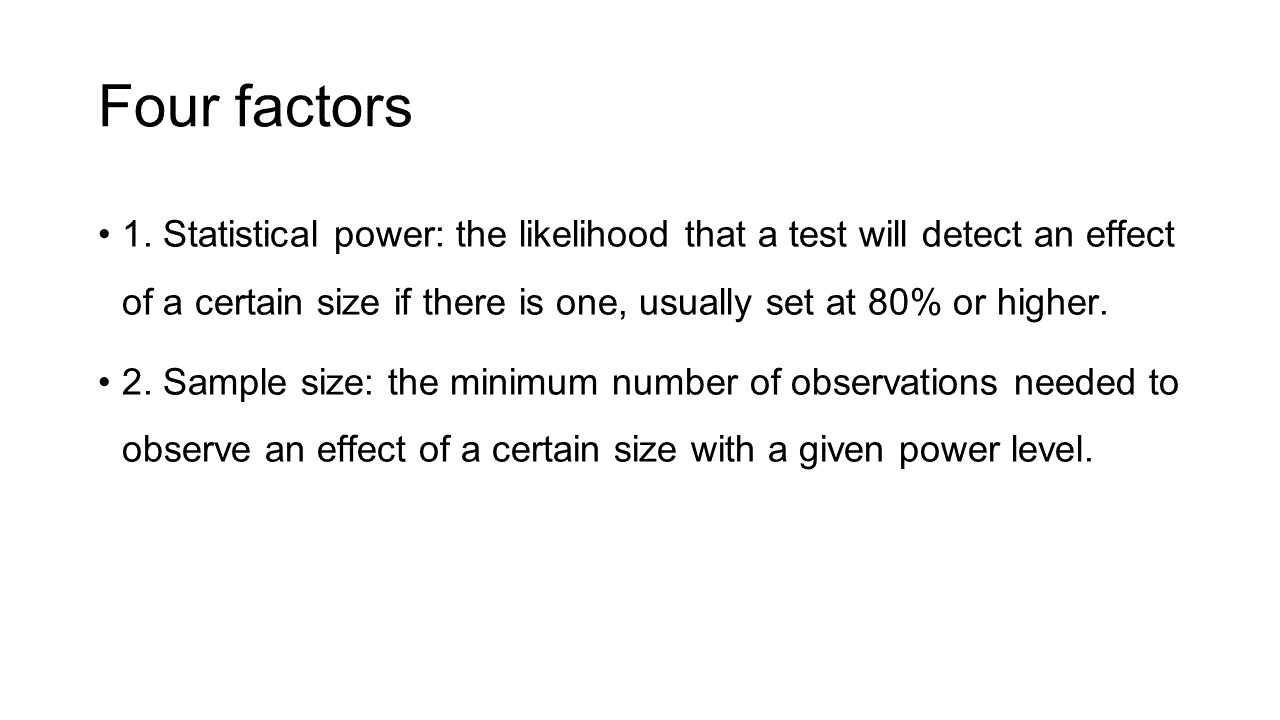 Four factors
• 1. Statistical power: the likelihood that a test will detect an effect
of a certain size if there is one, usually set at 80% or higher.
• 2. Sample size: the minimum number of observations needed to
observe an effect of a certain size with a given power level.